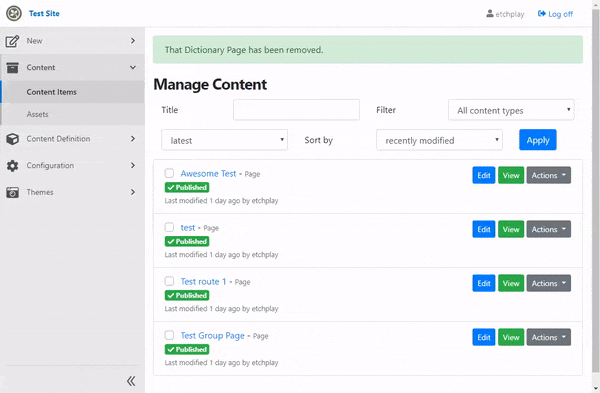 Test Site
etchplay
Log off
New
Content
Content Items
Assets
Content Definition
Configuration
Themes
That Dictionary Page has been removed.
Manage Content
Title
Filter
All content types
latest
Sort by
recently modified
Apply
Awesome Test - Page
Edit
View
Actions
Published
Last modified 1 day ago by etchplay
test - Page
Edit
View
Actions
Published
Last modified 1 day ago by etchplay
Test route 1 - Page
Edit
View
Actions
Published
Last modified 1 day ago by etchplay
Test Group Page - Page
Edit
View
Actions
Published
Last modified 1 day ago by etchplay